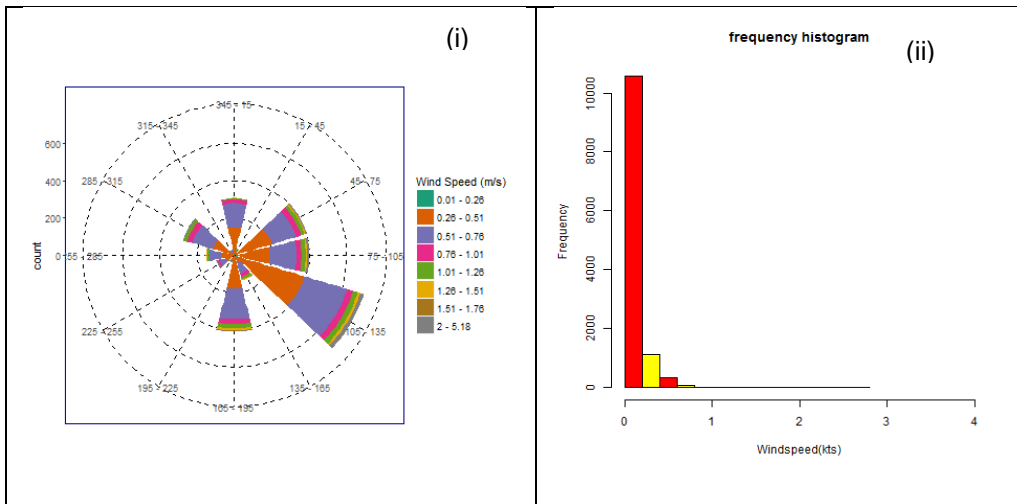 (i)
345 - 15
315 - 345
15 - 45
600
285 - 315
45 - 75
400
200
0
count
255 - 285
75 - 105
225 - 255
105 - 135
195 - 225
135 - 165
165 - 195
Wind Speed (m/s)
0.01 - 0.26
0.26 - 0.51
0.51 - 0.76
0.76 - 1.01
1.01 - 1.26
1.26 - 1.51
1.51 - 1.76
2 - 5.18
frequency histogram
(ii)
10000
8000
6000
4000
2000
0
Frequency
0 1 2 3 4
Windspeed(kts)